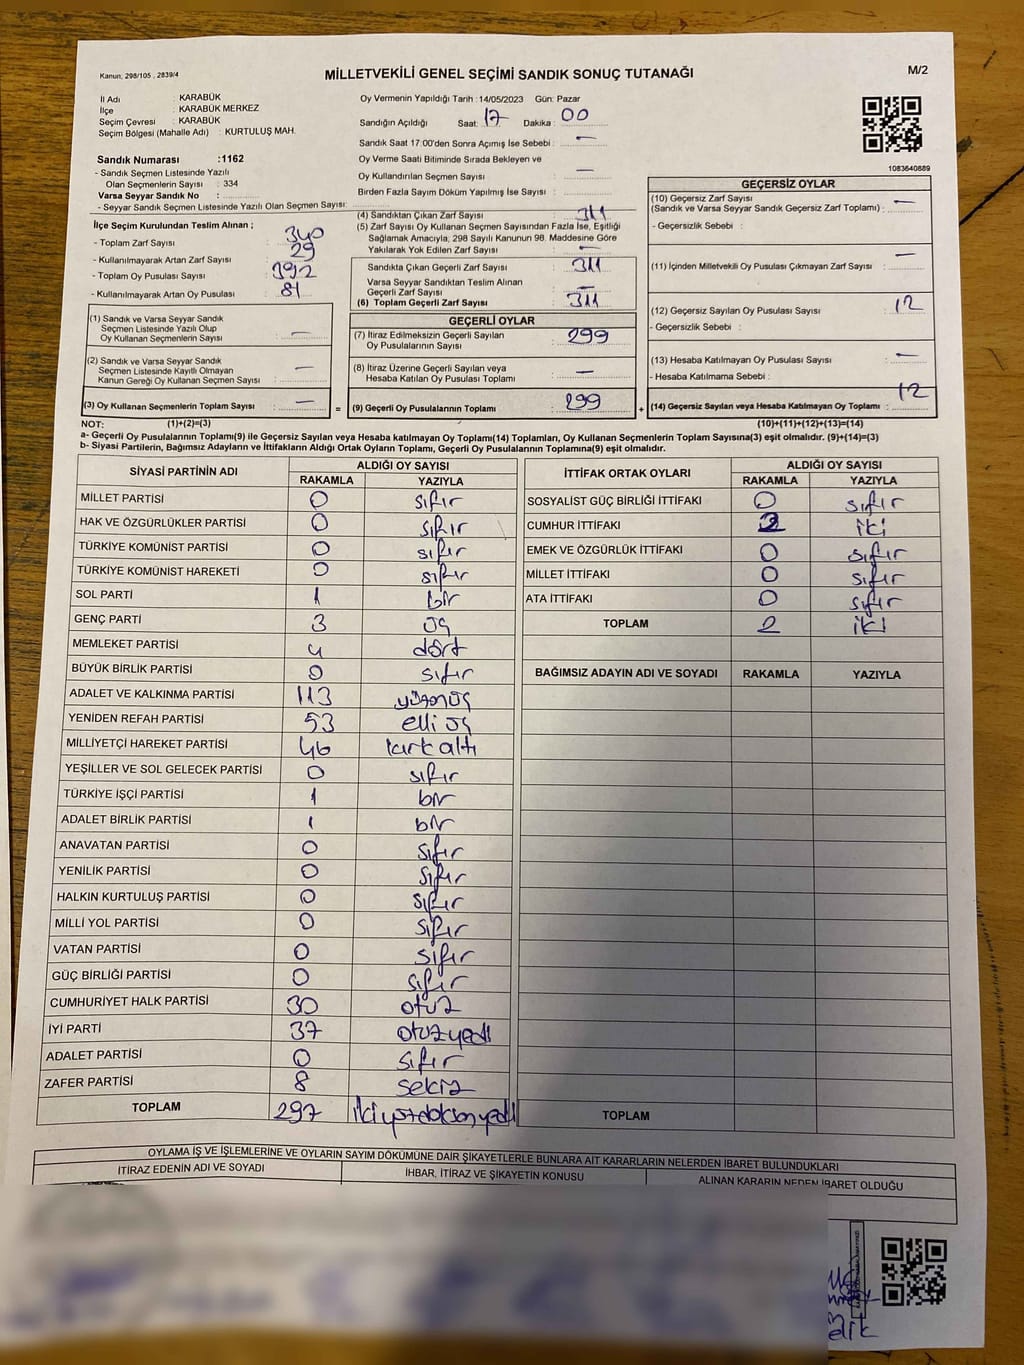 Kanun, 298/105 , 2839/4
MİLLETVEKİLİ GENEL SEÇİMİ SANDIK SONUÇ TUTANAĞI
M/2
İl Adı : KARABÜK
İlçe : KARABÜK MERKEZ
Seçim Çevresi : KARABÜK
Seçim Bölgesi (Mahalle Adı) : KURTULUŞ MAH.
Sandık Numarası :1162
- Sandık Seçmen Listesinde Yazılı
Olan Seçmenlerin Sayısı : 334
Varsa Seyyar Sandık No :
- Seyyar Sandık Seçmen Listesinde Yazılı Olan Seçmen Sayısı:
Oy Vermenin Yapıldığı Tarih : 14/05/2023 Gün: Pazar
Sandığın Açıldığı Saat: 17 Dakika : 00
Sandık Saat 17:00'den Sonra Açımış İse Sebebi : —
Oy Verme Saati Bitiminde Sırada Bekleyen ve
Oy Kullandırılan Seçmen Sayısı : —
Birden Fazla Sayım Döküm Yapılmış İse Sayısı :
1083640889
İlçe Seçim Kurulundan Teslim Alınan ;
- Toplam Zarf Sayısı : 340
- Kullanılmayarak Artan Zarf Sayısı : 29
- Toplam Oy Pusulası Sayısı : 392
- Kullanılmayarak Artan Oy Pusulası : 81
(1) Sandık ve Varsa Seyyar Sandık
Seçmen Listesinde Yazılı Olup
Oy Kullanan Seçmenlerin Sayısı : —
(2) Sandık ve Varsa Seyyar Sandık
Seçmen Listesinde Kayıtlı Olmayan
Kanun Gereği Oy Kullanan Seçmen Sayısı : —
(3) Oy Kullanan Seçmenlerin Toplam Sayısı : —
(4) Sandıktan Çıkan Zarf Sayısı : 311
(5) Zarf Sayısı Oy Kullanan Seçmen Sayısından Fazla İse, Eşitliği
Sağlamak Amacıyla, 298 Sayılı Kanunun 98. Maddesine Göre
Yakılarak Yok Edilen Zarf Sayısı : —
Sandıkta Çıkan Geçerli Zarf Sayısı : 311
Varsa Seyyar Sandıktan Teslim Alınan
Geçerli Zarf Sayısı : —
(6) Toplam Geçerli Zarf Sayısı : 311
GEÇERLİ OYLAR
(7) İtiraz Edilmeksizin Geçerli Sayılan
Oy Pusulalarının Sayısı : 299
(8) İtiraz Üzerine Geçerli Sayılan veya
Hesaba Katılan Oy Pusulası Toplamı : —
= (9) Geçerli Oy Pusulalarının Toplamı : 299 +
GEÇERSİZ OYLAR
(10) Geçersiz Zarf Sayısı
(Sandık ve Varsa Seyyar Sandık Geçersiz Zarf Toplamı) : —
- Geçersizlik Sebebi :
(11) İçinden Milletvekili Oy Pusulası Çıkmayan Zarf Sayısı : —
(12) Geçersiz Sayılan Oy Pusulası Sayısı : 12
- Geçersizlik Sebebi :
(13) Hesaba Katılmayan Oy Pusulası Sayısı : —
- Hesaba Katılmama Sebebi :
(14) Geçersiz Sayılan veya Hesaba Katılmayan Oy Toplamı : 12
NOT: (1)+(2)=(3) (10)+(11)+(12)+(13)=(14)
a- Geçerli Oy Pusulalarının Toplamı(9) ile Geçersiz Sayılan veya Hesaba katılmayan Oy Toplamı(14) Toplamları, Oy Kullanan Seçmenlerin Toplam Sayısına(3) eşit olmalıdır. (9)+(14)=(3)
b- Siyasi Partilerin, Bağımsız Adayların ve İttifakların Aldığı Ortak Oyların Toplamı, Geçerli Oy Pusulalarının Toplamına(9) eşit olmalıdır.
SİYASİ PARTİNİN ADI ALDIĞI OY SAYISI
RAKAMLA YAZIYLA
MİLLET PARTİSİ 0 sıfır
HAK VE ÖZGÜRLÜKLER PARTİSİ 0 sıfır
TÜRKİYE KOMÜNİST PARTİSİ 0 sıfır
TÜRKİYE KOMÜNİST HAREKETİ 0 sıfır
SOL PARTİ 1 bir
GENÇ PARTİ 3 üç
MEMLEKET PARTİSİ 4 dört
BÜYÜK BİRLİK PARTİSİ 0 sıfır
ADALET VE KALKINMA PARTİSİ 113
YENİDEN REFAH PARTİSİ 53 elli üç
MİLLİYETÇİ HAREKET PARTİSİ 46 kırk altı
YEŞİLLER VE SOL GELECEK PARTİSİ 0 sıfır
TÜRKİYE İŞÇİ PARTİSİ 1 bir
ADALET BİRLİK PARTİSİ 1 bir
ANAVATAN PARTİSİ 0 sıfır
YENİLİK PARTİSİ 0 sıfır
HALKIN KURTULUŞ PARTİSİ 0 sıfır
MİLLİ YOL PARTİSİ 0 sıfır
VATAN PARTİSİ 0 sıfır
GÜÇ BİRLİĞİ PARTİSİ 0 sıfır
CUMHURİYET HALK PARTİSİ 30 otuz
İYİ PARTİ 37 otuzyedi
ADALET PARTİSİ 0 sıfır
ZAFER PARTİSİ 8 sekiz
TOPLAM 297 ikiyüzdoksanyedi
İTTİFAK ORTAK OYLARI ALDIĞI OY SAYISI
RAKAMLA YAZIYLA
SOSYALİST GÜÇ BİRLİĞİ İTTİFAKI 0 sıfır
CUMHUR İTTİFAKI 2 iki
EMEK VE ÖZGÜRLÜK İTTİFAKI 0 sıfır
MİLLET İTTİFAKI 0 sıfır
ATA İTTİFAKI 0 sıfır
TOPLAM 2 iki
BAĞIMSIZ ADAYIN ADI VE SOYADI RAKAMLA YAZIYLA
TOPLAM
OYLAMA İŞ VE İŞLEMLERİNE VE OYLARIN SAYIM DÖKÜMÜNE DAİR ŞİKAYETLERLE BUNLARA AİT KARARLARIN NELERDEN İBARET BULUNDUKLARI
İTİRAZ EDENİN ADI VE SOYADI İHBAR, İTİRAZ VE ŞİKAYETİN KONUSU ALINAN KARARIN NEDEN İBARET OLDUĞU